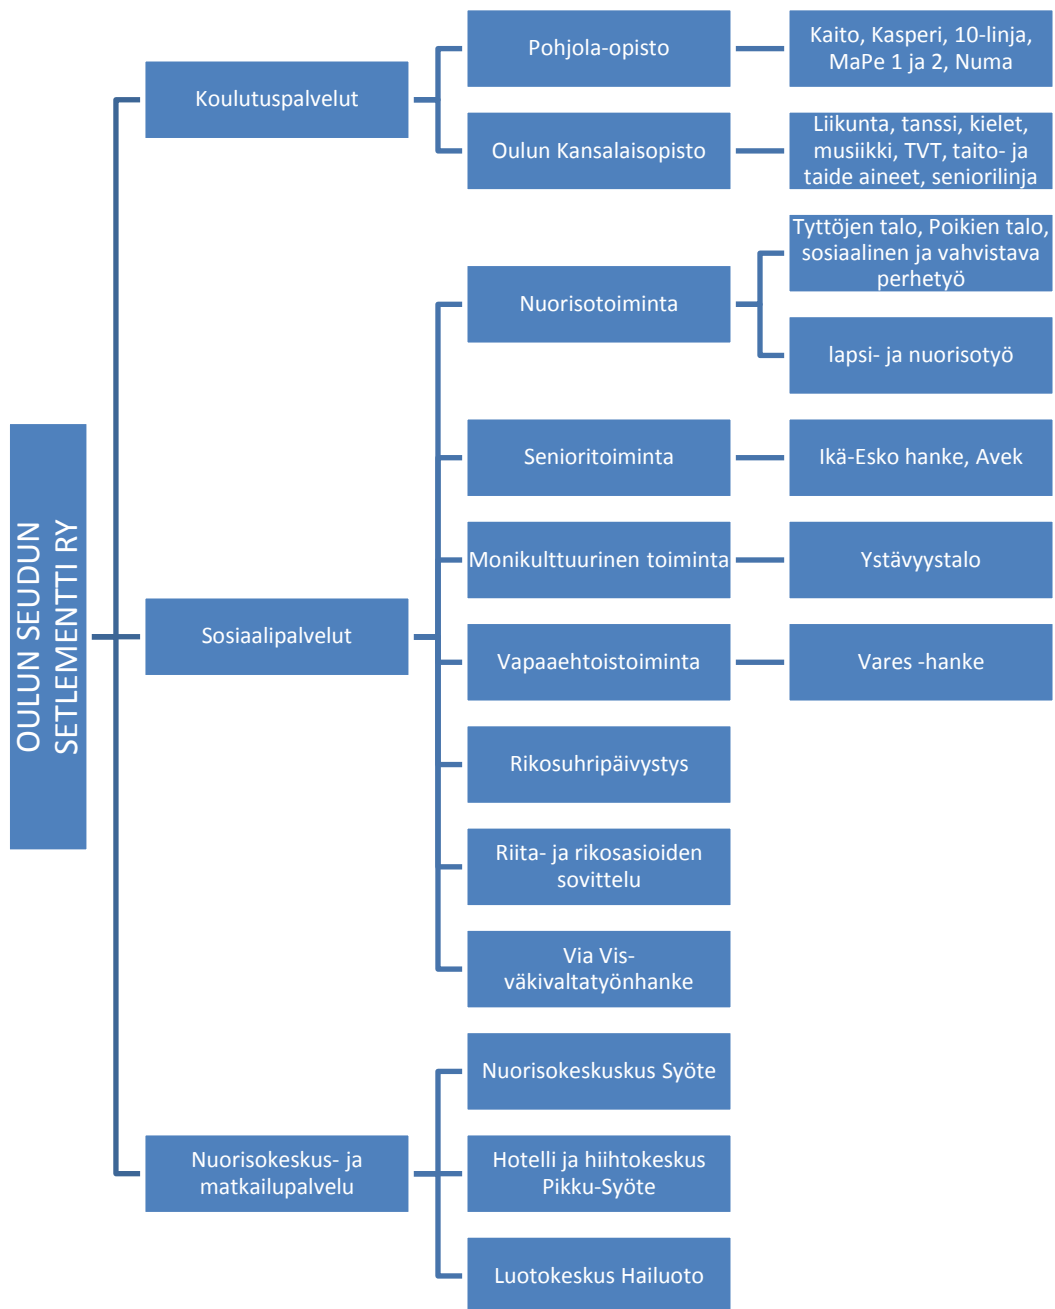 OULUN SEUDUN
SETLEMENTTI RY
Koulutuspalvelut
Pohjola-opisto
Kaito, Kasperi, 10-linja,
MaPe 1 ja 2, Numa
Oulun Kansalaisopisto
Liikunta, tanssi, kielet,
musiikki, TVT, taito- ja
taide aineet, seniorilinja
Sosiaalipalvelut
Nuorisotoiminta
Tyttöjen talo, Poikien talo,
sosiaalinen ja vahvistava
perhetyö
lapsi- ja nuorisotyö
Senioritoiminta
Ikä-Esko hanke, Avek
Monikulttuurinen toiminta
Ystävyystalo
Vapaaehtoistoiminta
Vares -hanke
Rikosuhripäivystys
Riita- ja rikosasioiden
sovittelu
Via Vis-
väkivaltatyönhanke
Nuorisokeskus- ja
matkailupalvelu
Nuorisokeskuskus Syöte
Hotelli ja hiihtokeskus
Pikku-Syöte
Luotokeskus Hailuoto